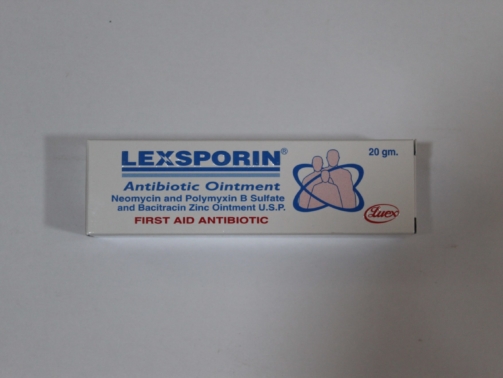 LEXSPORIN®
20 gm.
Antibiotic Ointment
Neomycin and Polymyxin B Sulfate
and Bacitracin Zinc Ointment U.S.P.
FIRST AID ANTIBIOTIC
Luex